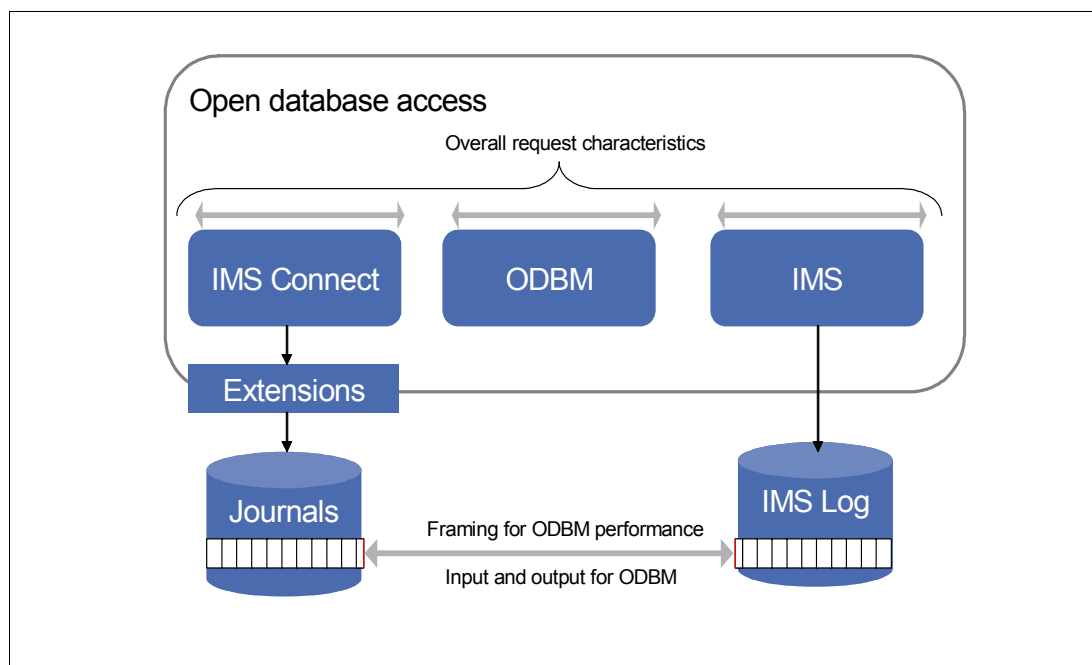 Open database access
Overall request characteristics
IMS Connect
ODBM
IMS
Extensions
Journals
IMS Log
Framing for ODBM performance
Input and output for ODBM